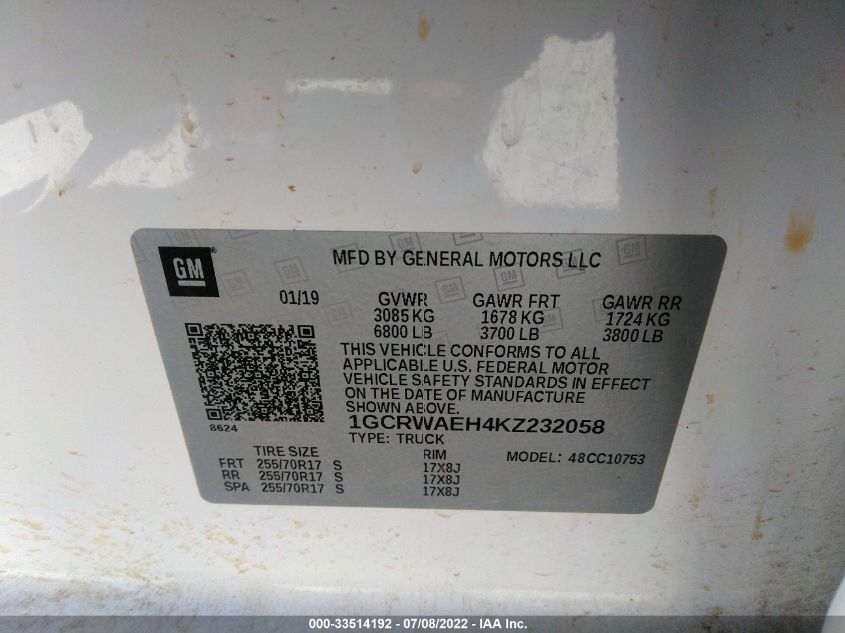 GM
MFD BY GENERAL MOTORS LLC
01/19 GVWR GAWR FRT GAWR RR
3085 KG 1678 KG 1724 KG
6800 LB 3700 LB 3800 LB
THIS VEHICLE CONFORMS TO ALL
APPLICABLE U.S. FEDERAL MOTOR
VEHICLE SAFETY STANDARDS IN EFFECT
ON THE DATE OF MANUFACTURE
SHOWN ABOVE.
8624
1GCRWAEH4KZ232058
TYPE: TRUCK
TIRE SIZE RIM MODEL: 48CC10753
FRT 255/70R17 S 17X8J
RR 255/70R17 S 17X8J
SPA 255/70R17 S 17X8J
000-33514192 - 07/08/2022 - IAA Inc.